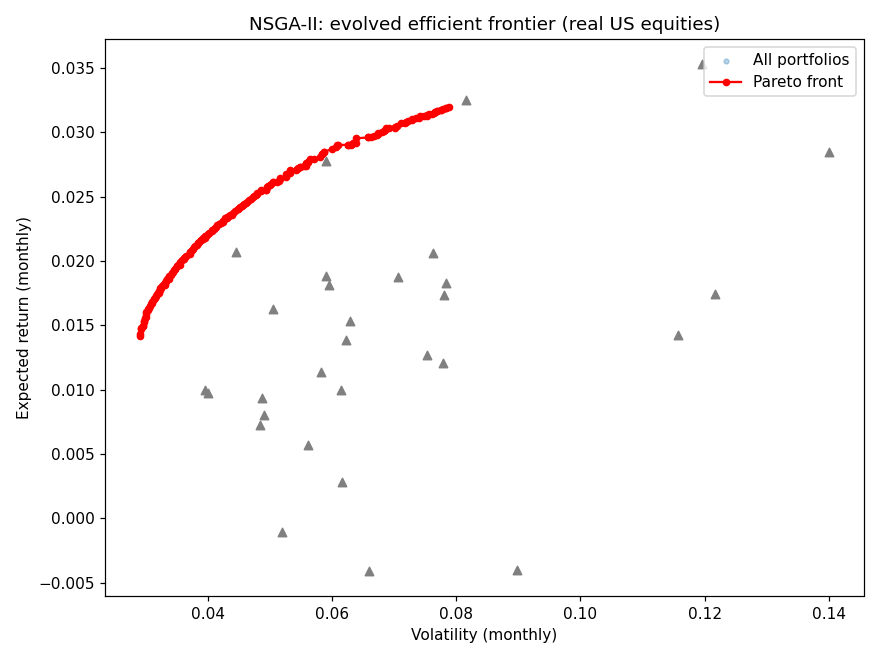 NSGA-II: evolved efficient frontier (real US equities)
All portfolios
Pareto front
Expected return (monthly)
0.035
0.030
0.025
0.020
0.015
0.010
0.005
0.000
−0.005
0.04 0.06 0.08 0.10 0.12 0.14
Volatility (monthly)